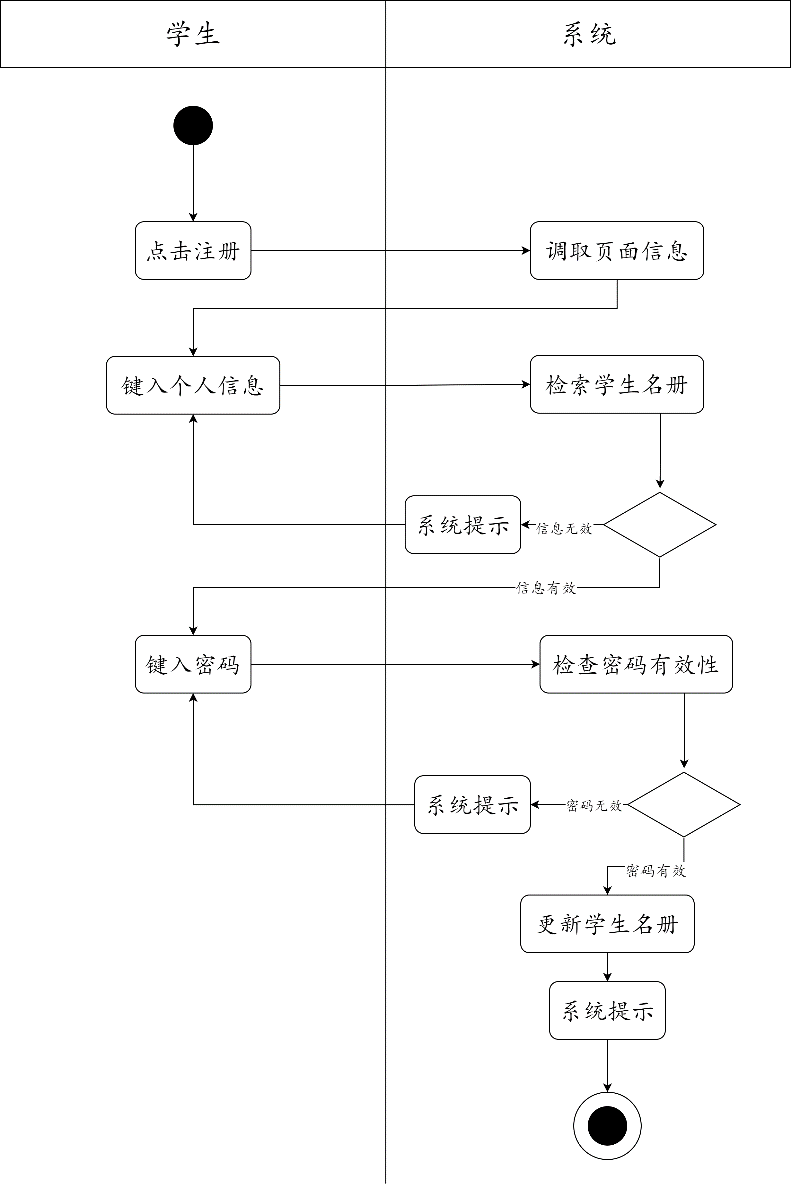 学生
系统
点击注册
调取页面信息
键入个人信息
检索学生名册
系统提示
信息无效
信息有效
键入密码
检查密码有效性
系统提示
密码无效
密码有效
更新学生名册
系统提示